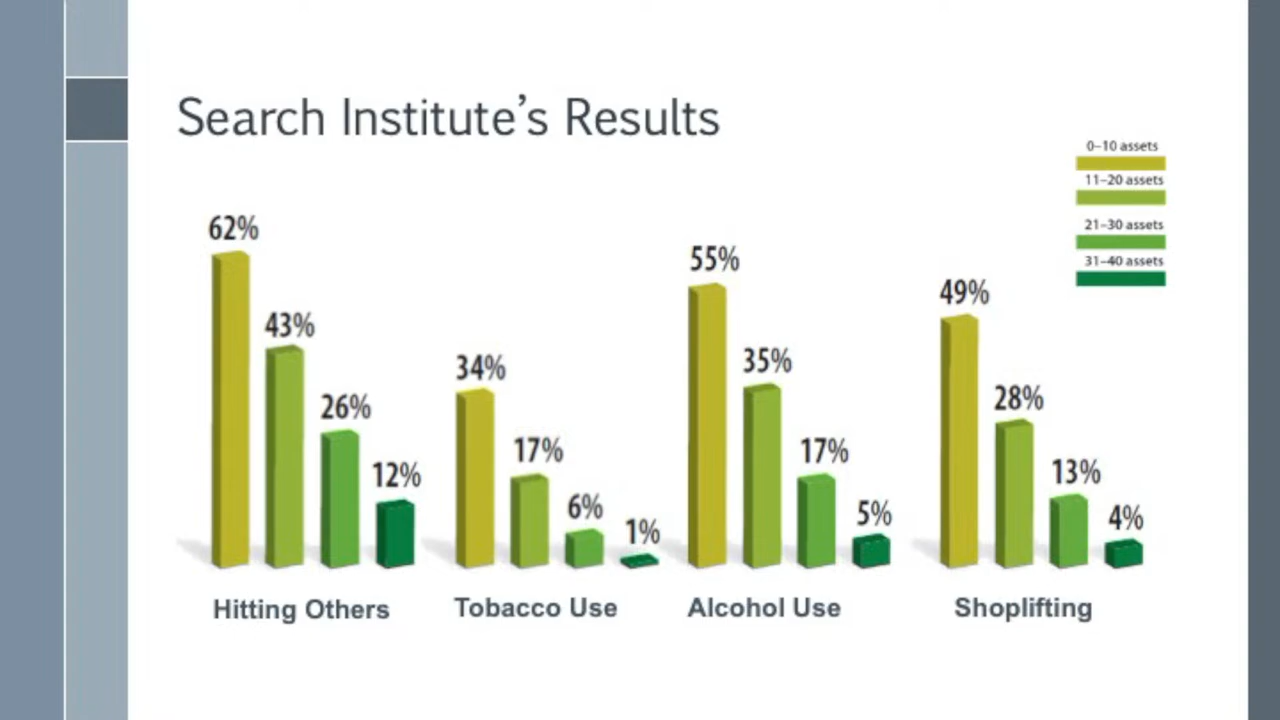 Search Institute's Results
0–10 assets
11–20 assets
21–30 assets
31–40 assets
62%
43%
26%
12%
34%
17%
6%
1%
55%
35%
17%
5%
49%
28%
13%
4%
Hitting Others
Tobacco Use
Alcohol Use
Shoplifting